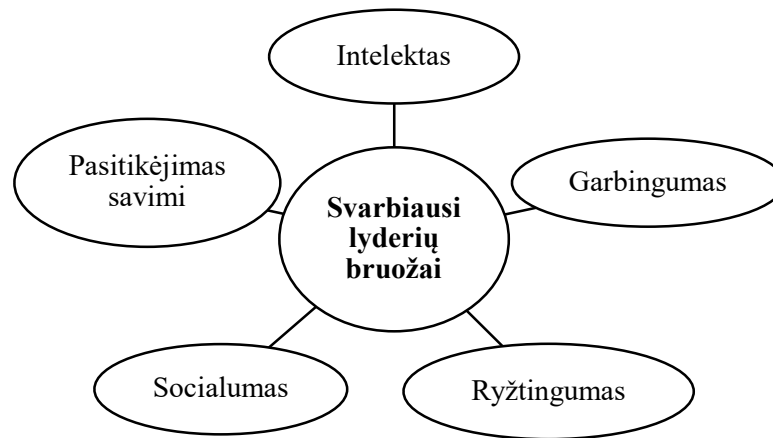 Intelektas
Pasitikėjimas
savimi
Garbingumas
Svarbiausi
lyderių
bruožai
Socialumas
Ryžtingumas